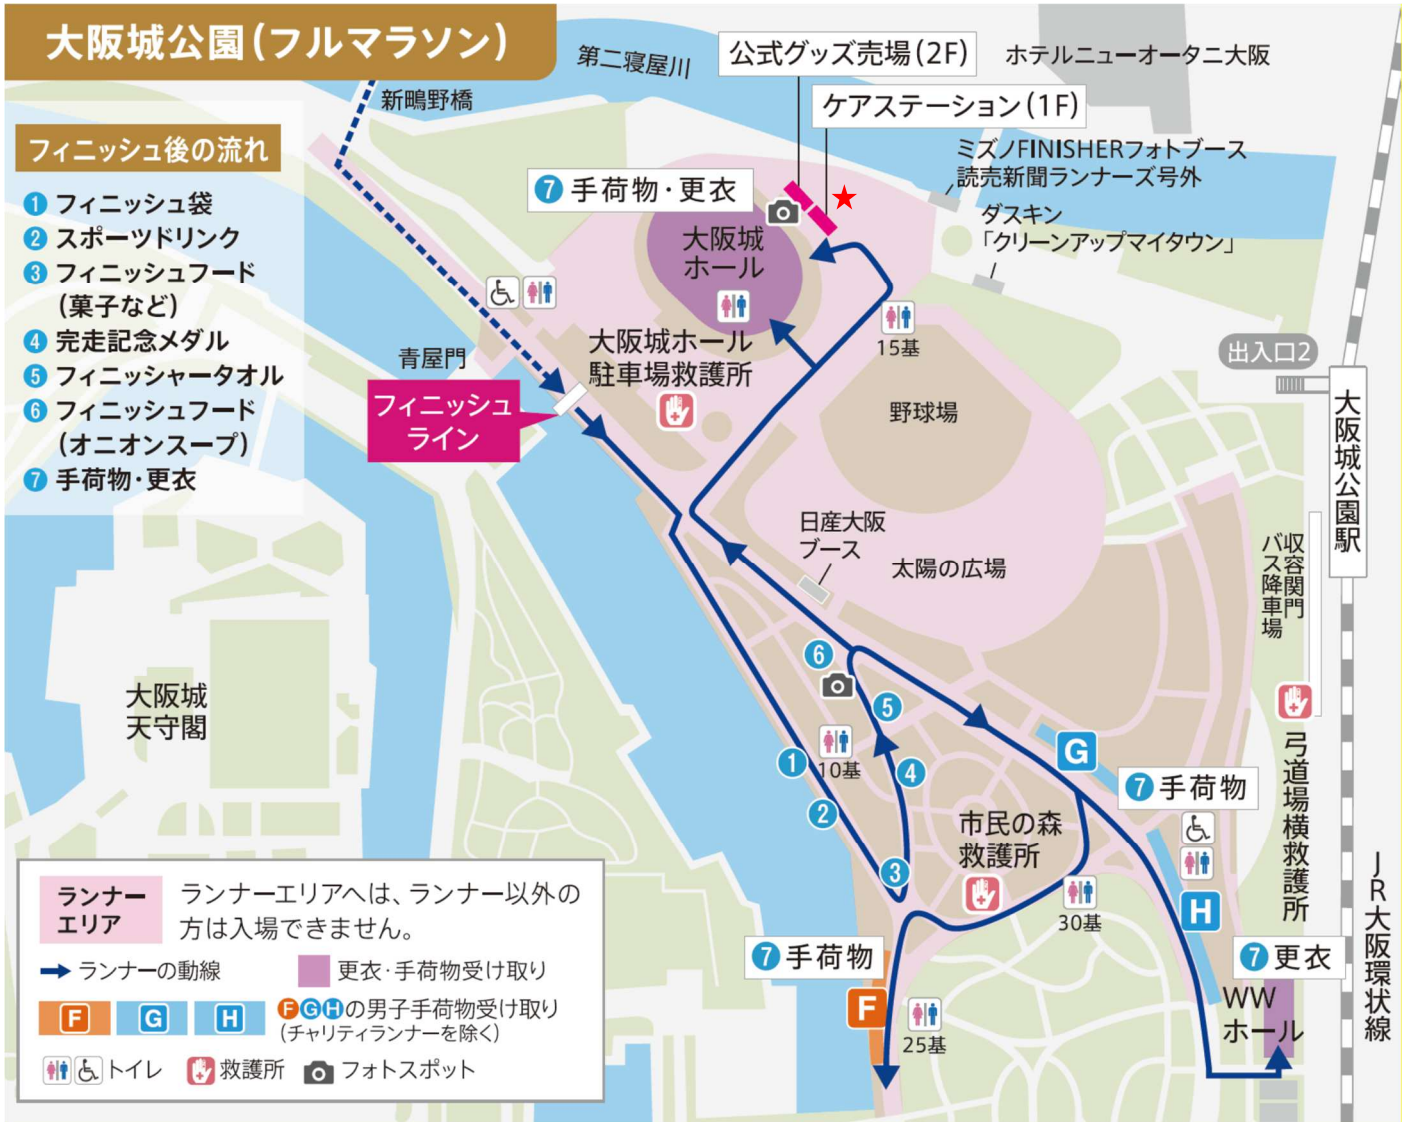 大阪城公園(フルマラソン)
フィニッシュ後の流れ
1 フィニッシュ袋
2 スポーツドリンク
3 フィニッシュフード
(菓子など)
4 完走記念メダル
5 フィニッシャータオル
6 フィニッシュフード
(オニオンスープ)
7 手荷物・更衣
新鴫野橋
第二寝屋川
公式グッズ売場(2F)
ケアステーション(1F)
ホテルニューオータニ大阪
ミズノFINISHERフォトブース
読売新聞ランナーズ号外
ダスキン
「クリーンアップマイタウン」
7 手荷物・更衣
大阪城
ホール
15基
大阪城ホール
駐車場救護所
青屋門
フィニッシュ
ライン
野球場
出入口2
大阪城公園駅
日産大阪
ブース
太陽の広場
収容関門
バス降車場
大阪城
天守閣
6
5
4
10基
1
2
3
G
7 手荷物
市民の森
救護所
30基
H
弓道場横救護所
JR大阪環状線
7 手荷物
F
25基
7 更衣
WW
ホール
ランナー
エリア
ランナーエリアへは、ランナー以外の
方は入場できません。
ランナーの動線
更衣・手荷物受け取り
F G H FGHの男子手荷物受け取り
(チャリティランナーを除く)
トイレ 救護所 フォトスポット